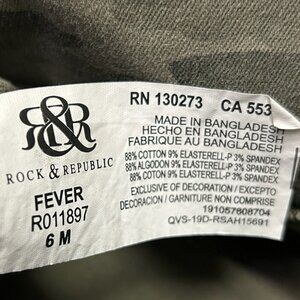 R&R
ROCK & REPUBLIC
FEVER
R011897
6 M
RN 130273 CA 553
MADE IN BANGLADESH
HECHO EN BANGLADESH
FABRIQUE AU BANGLADESH
88% COTTON 9% ELASTERELL-P 3% SPANDEX
88% ALGODON 9% ELASTERELL-P 3% SPANDEX
88% COTTON 9% ELASTERELL-P 3% SPANDEX
EXCLUSIVE OF DECORATION / EXCEPTO
DECORACION / GARNITURE NON COMPRISE
191057608704
QVS-19D-RSAH15691